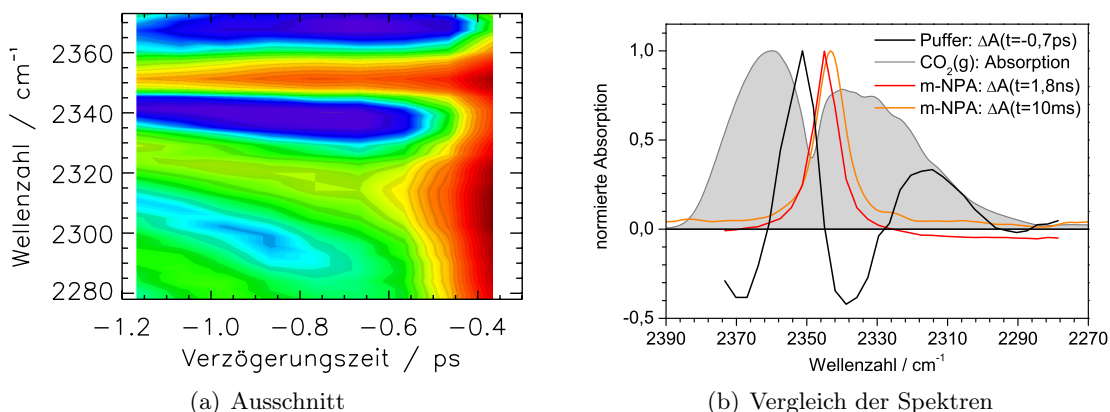 Wellenzahl / cm⁻¹
2360
2340
2320
2300
2280
−1.2 −1.0 −0.8 −0.6 −0.4
Verzögerungszeit / ps
(a) Ausschnitt
normierte Absorption
1,0
0,5
0,0
-0,5
Puffer: ΔA(t=-0,7ps)
CO₂(g): Absorption
m-NPA: ΔA(t=1,8ns)
m-NPA: ΔA(t=10ms)
2390 2370 2350 2330 2310 2290 2270
Wellenzahl / cm⁻¹
(b) Vergleich der Spektren